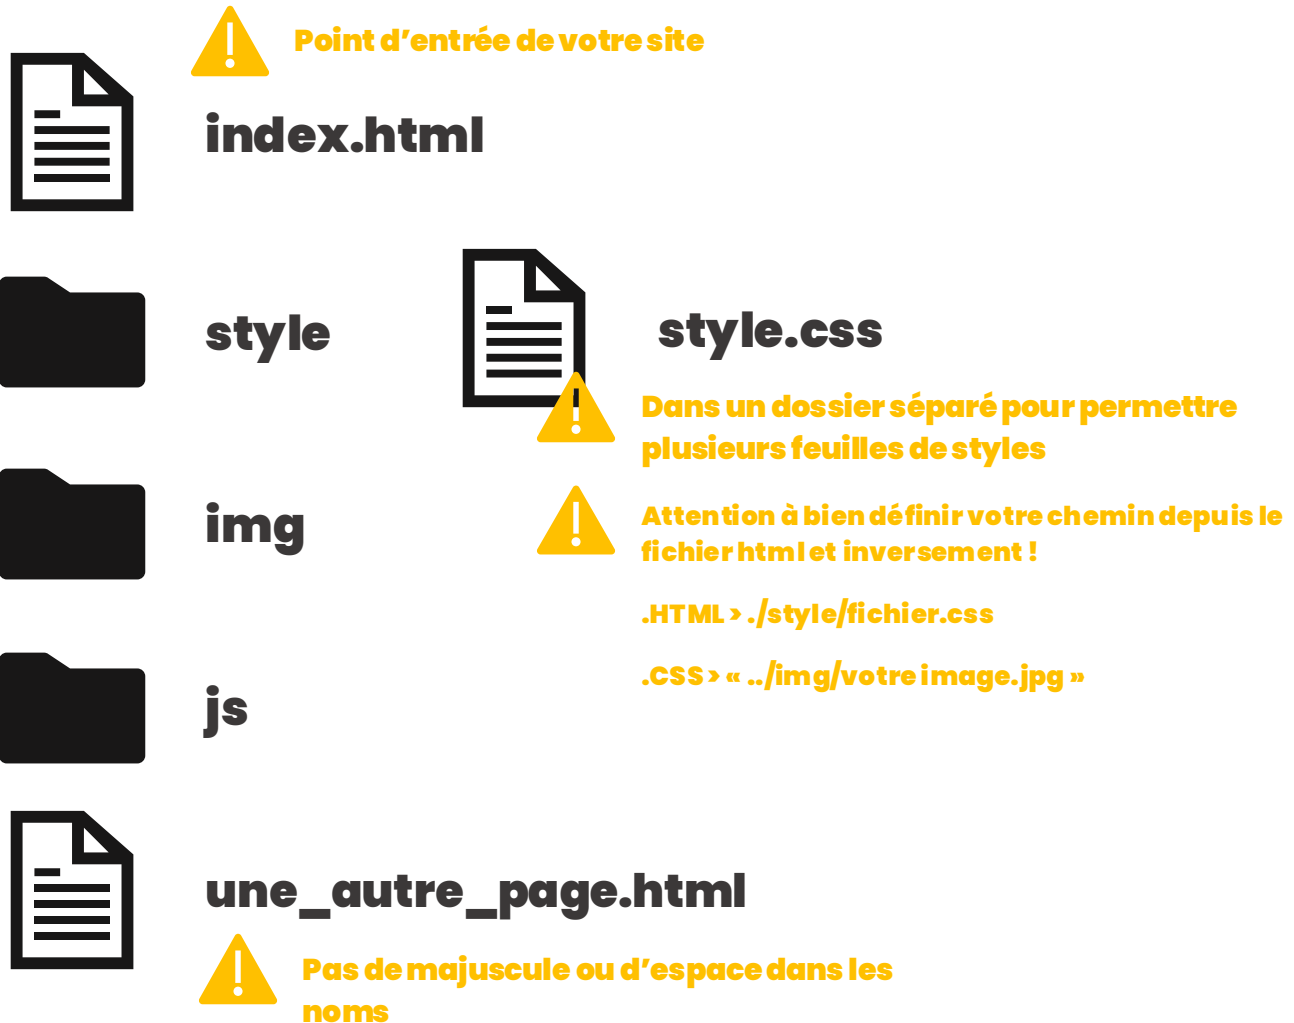 Point d’entrée de votre site
index.html
style
style.css
Dans un dossier séparé pour permettre
plusieurs feuilles de styles
img
Attention à bien définir votre chemin depuis le
fichier html et inversement !
.HTML > ./style/fichier.css
.CSS > « ../img/votre image.jpg »
js
une_autre_page.html
Pas de majuscule ou d’espace dans les
noms